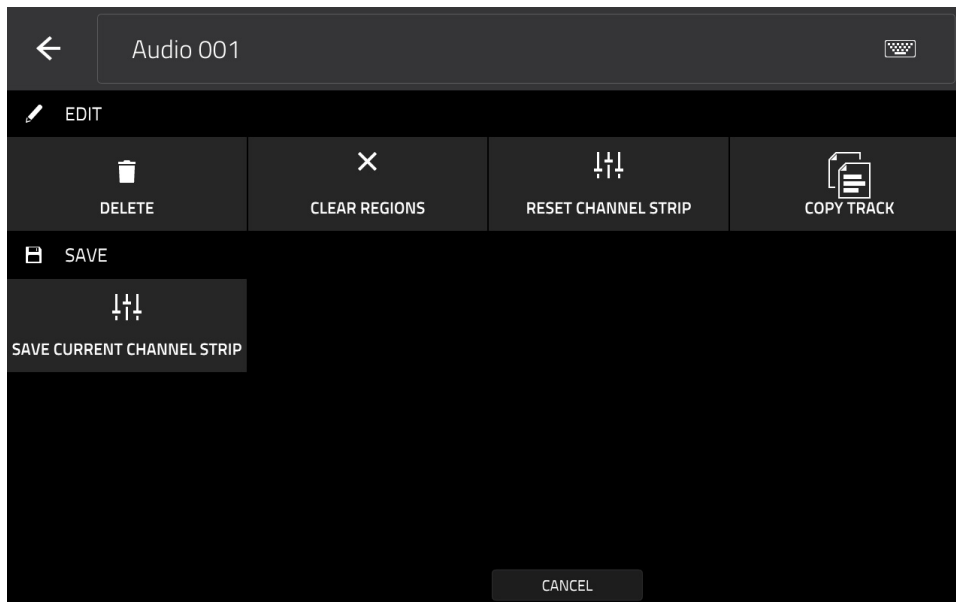 Audio 001
EDIT
DELETE
CLEAR REGIONS
RESET CHANNEL STRIP
COPY TRACK
SAVE
SAVE CURRENT CHANNEL STRIP
CANCEL